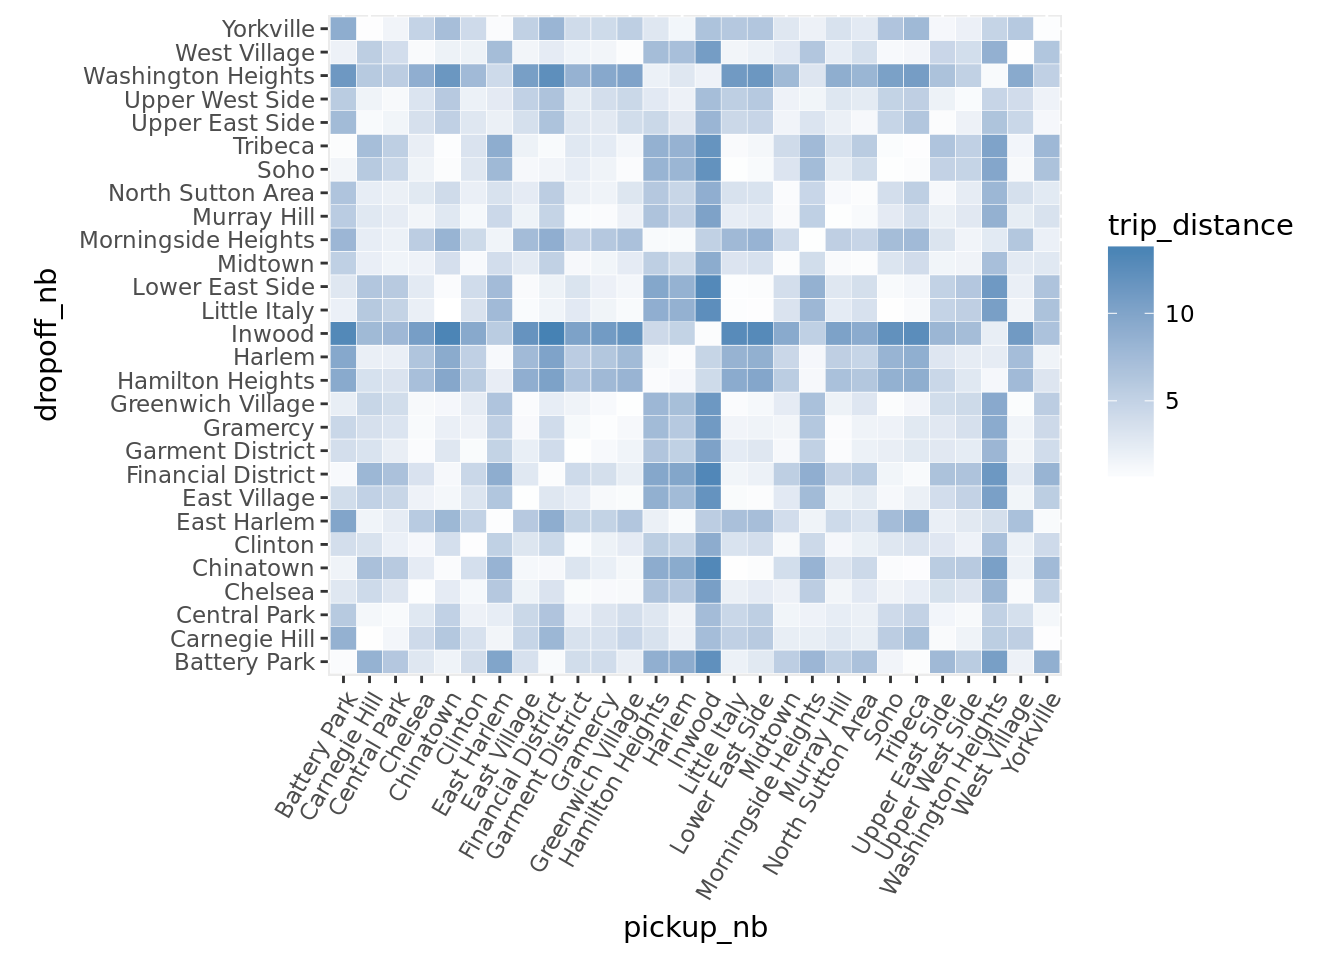 Yorkville
West Village
Washington Heights
Upper West Side
Upper East Side
Tribeca
Soho
North Sutton Area
Murray Hill
Morningside Heights
Midtown
Lower East Side
Little Italy
Inwood
Harlem
Hamilton Heights
Greenwich Village
Gramercy
Garment District
Financial District
East Village
East Harlem
Clinton
Chinatown
Chelsea
Central Park
Carnegie Hill
Battery Park
dropoff_nb
Battery Park
Carnegie Hill
Central Park
Chelsea
Chinatown
Clinton
East Harlem
East Village
Financial District
Garment District
Gramercy
Greenwich Village
Hamilton Heights
Harlem
Inwood
Little Italy
Lower East Side
Midtown
Morningside Heights
Murray Hill
North Sutton Area
Soho
Tribeca
Upper East Side
Upper West Side
Washington Heights
West Village
Yorkville
pickup_nb
trip_distance
10
5